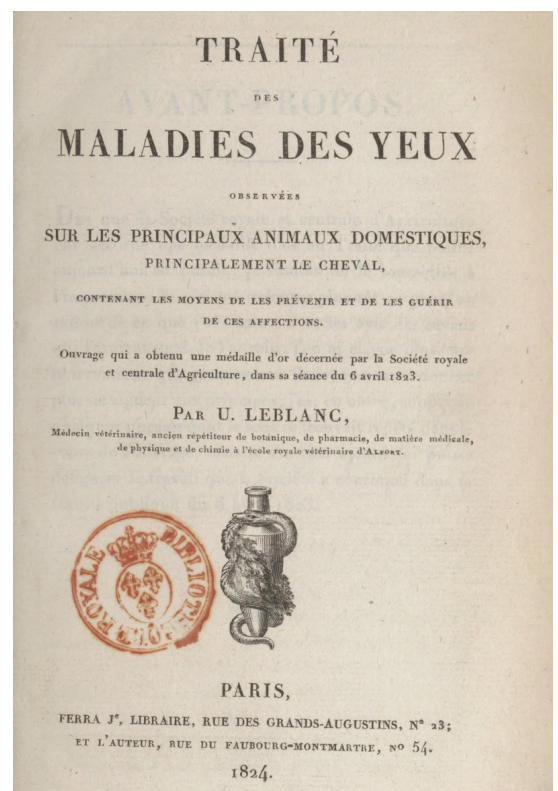 TRAITÉ
DES
MALADIES DES YEUX
OBSERVÉES
SUR LES PRINCIPAUX ANIMAUX DOMESTIQUES,
PRINCIPALEMENT LE CHEVAL,
CONTENANT LES MOYENS DE LES PRÉVENIR ET DE LES GUÉRIR
DE CES AFFECTIONS.
Ouvrage qui a obtenu une médaille d'or décernée par la Société royale
et centrale d'Agriculture, dans sa séance du 6 avril 1823.
PAR U. LEBLANC,
Médecin vétérinaire, ancien répétiteur de botanique, de pharmacie, de matière médicale,
de physique et de chimie à l'école royale vétérinaire d'ALFORT.
BIBLIOTHÈQUE ROYALE
PARIS,
FERRA Je, LIBRAIRE, RUE DES GRANDS-AUGUSTINS, No 23;
ET L'AUTEUR, RUE DU FAUBOURG-MONTMARTRE, NO 54.
1824.